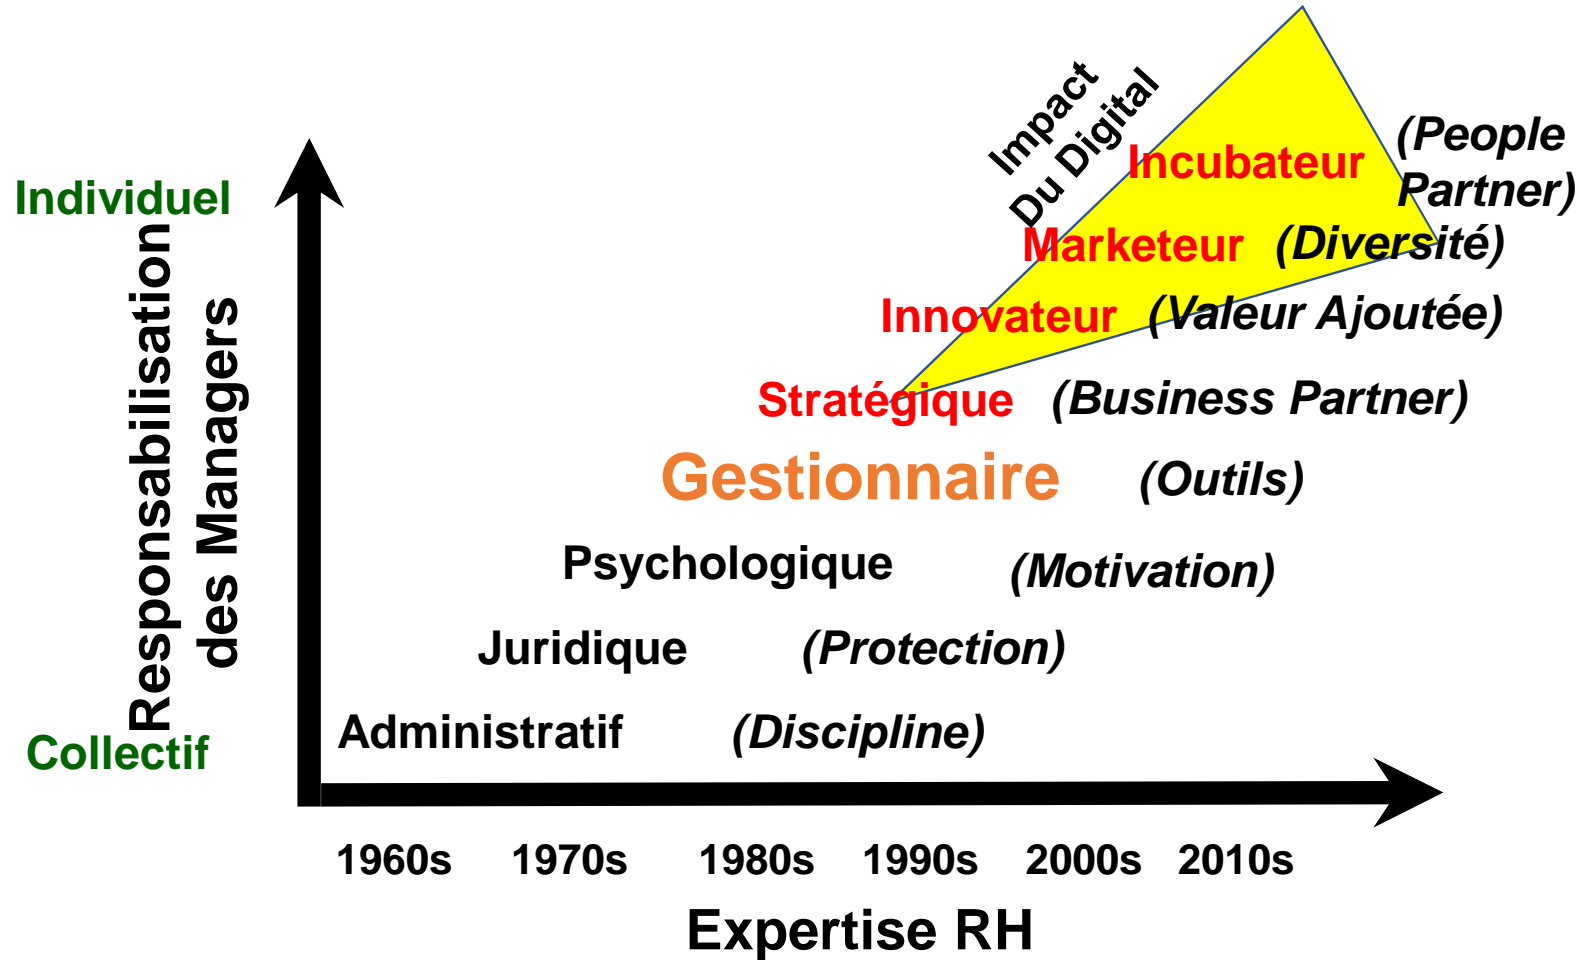 Impact
Du Digital
Incubateur
(People
Partner)
Individuel
Marketeur
(Diversité)
Innovateur
(Valeur Ajoutée)
Responsabilisation
des Managers
Stratégique
(Business Partner)
Gestionnaire
(Outils)
Psychologique
(Motivation)
Juridique
(Protection)
Administratif
(Discipline)
Collectif
1960s
1970s
1980s
1990s
2000s
2010s
Expertise RH